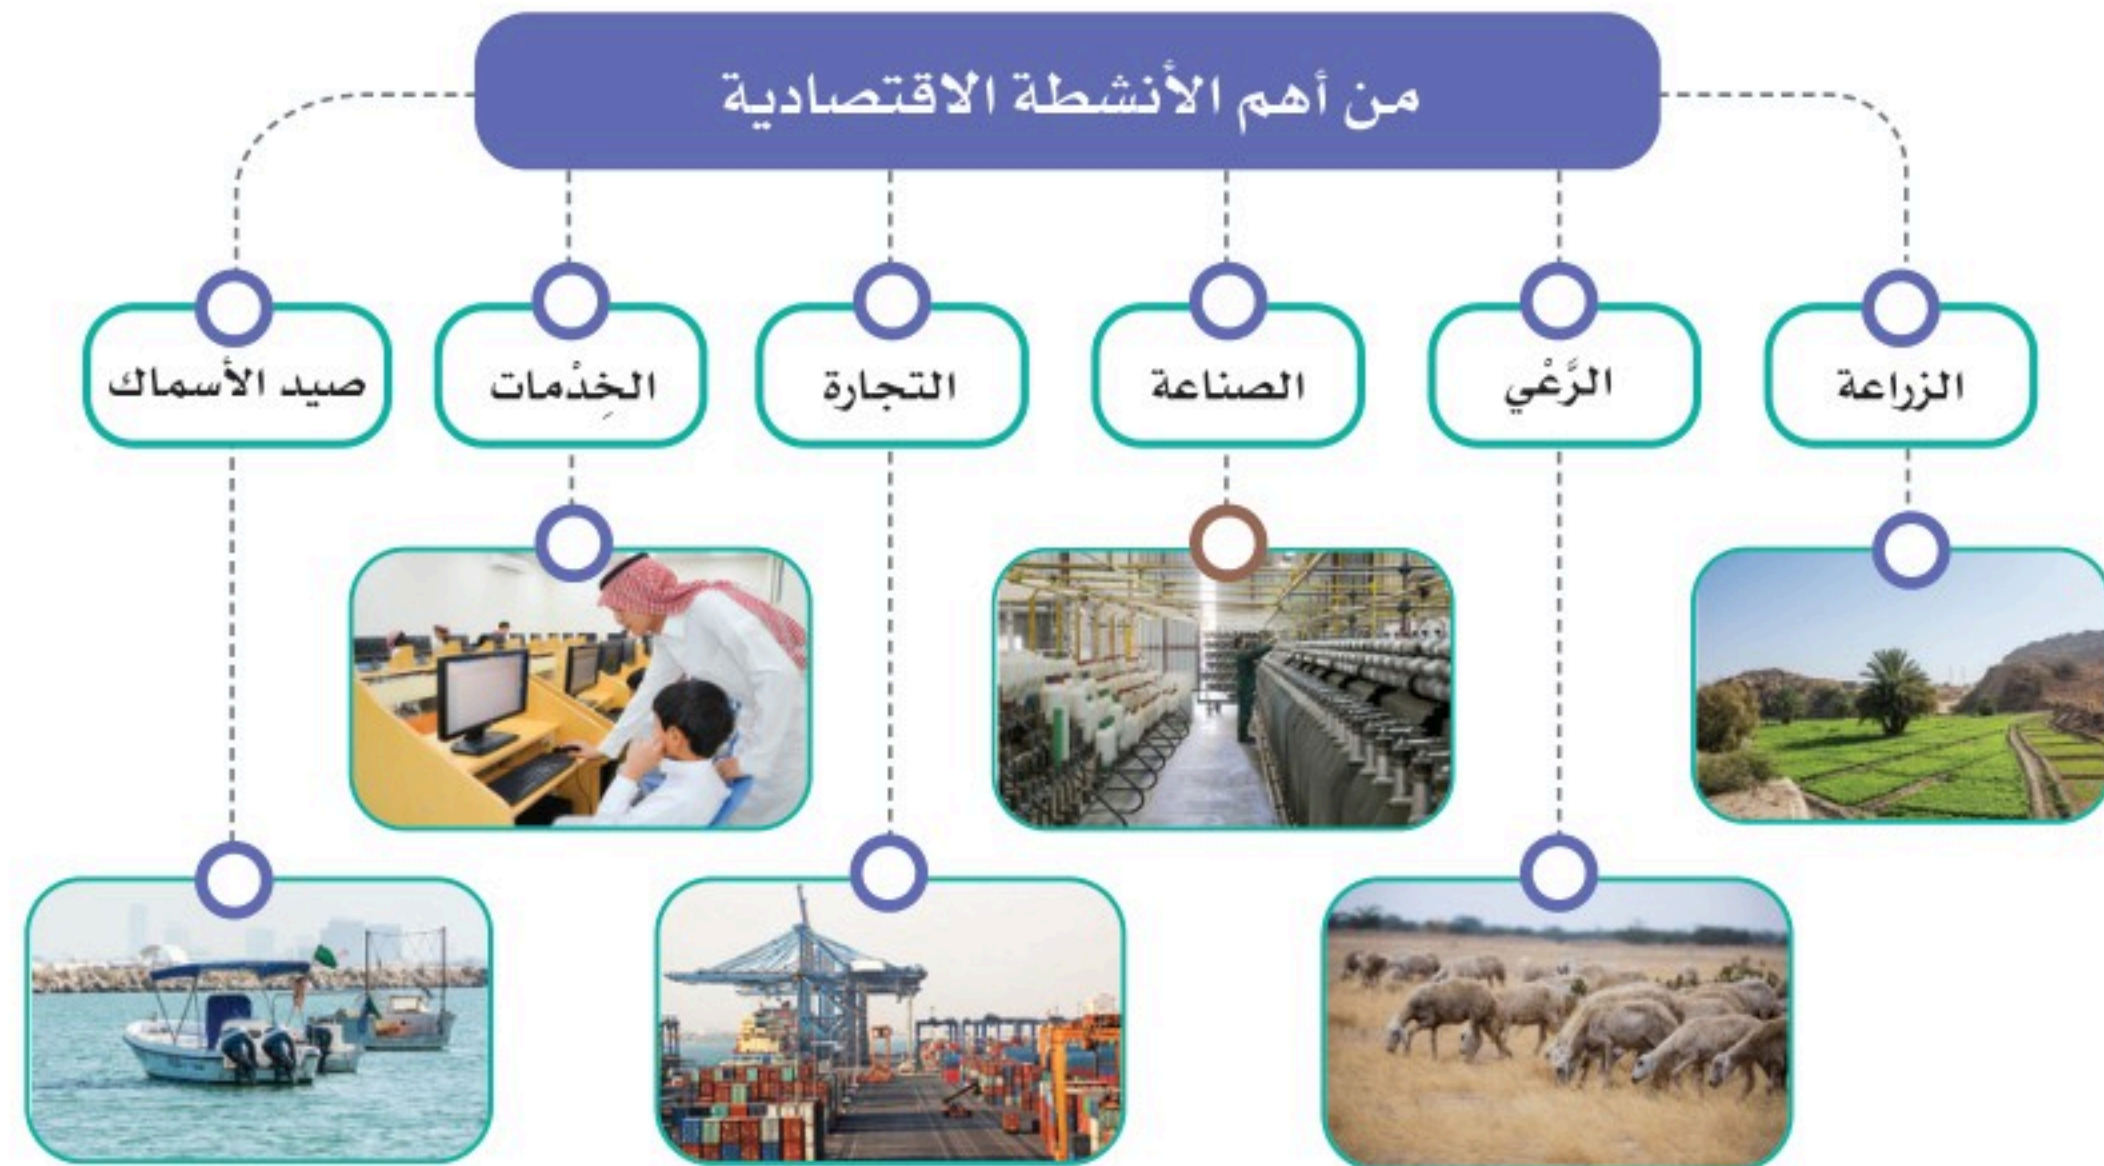 من أهم الأنشطة الاقتصادية
الزراعة
الرَّعْي
الصناعة
التجارة
الخِدْمات
صيد الأسماك